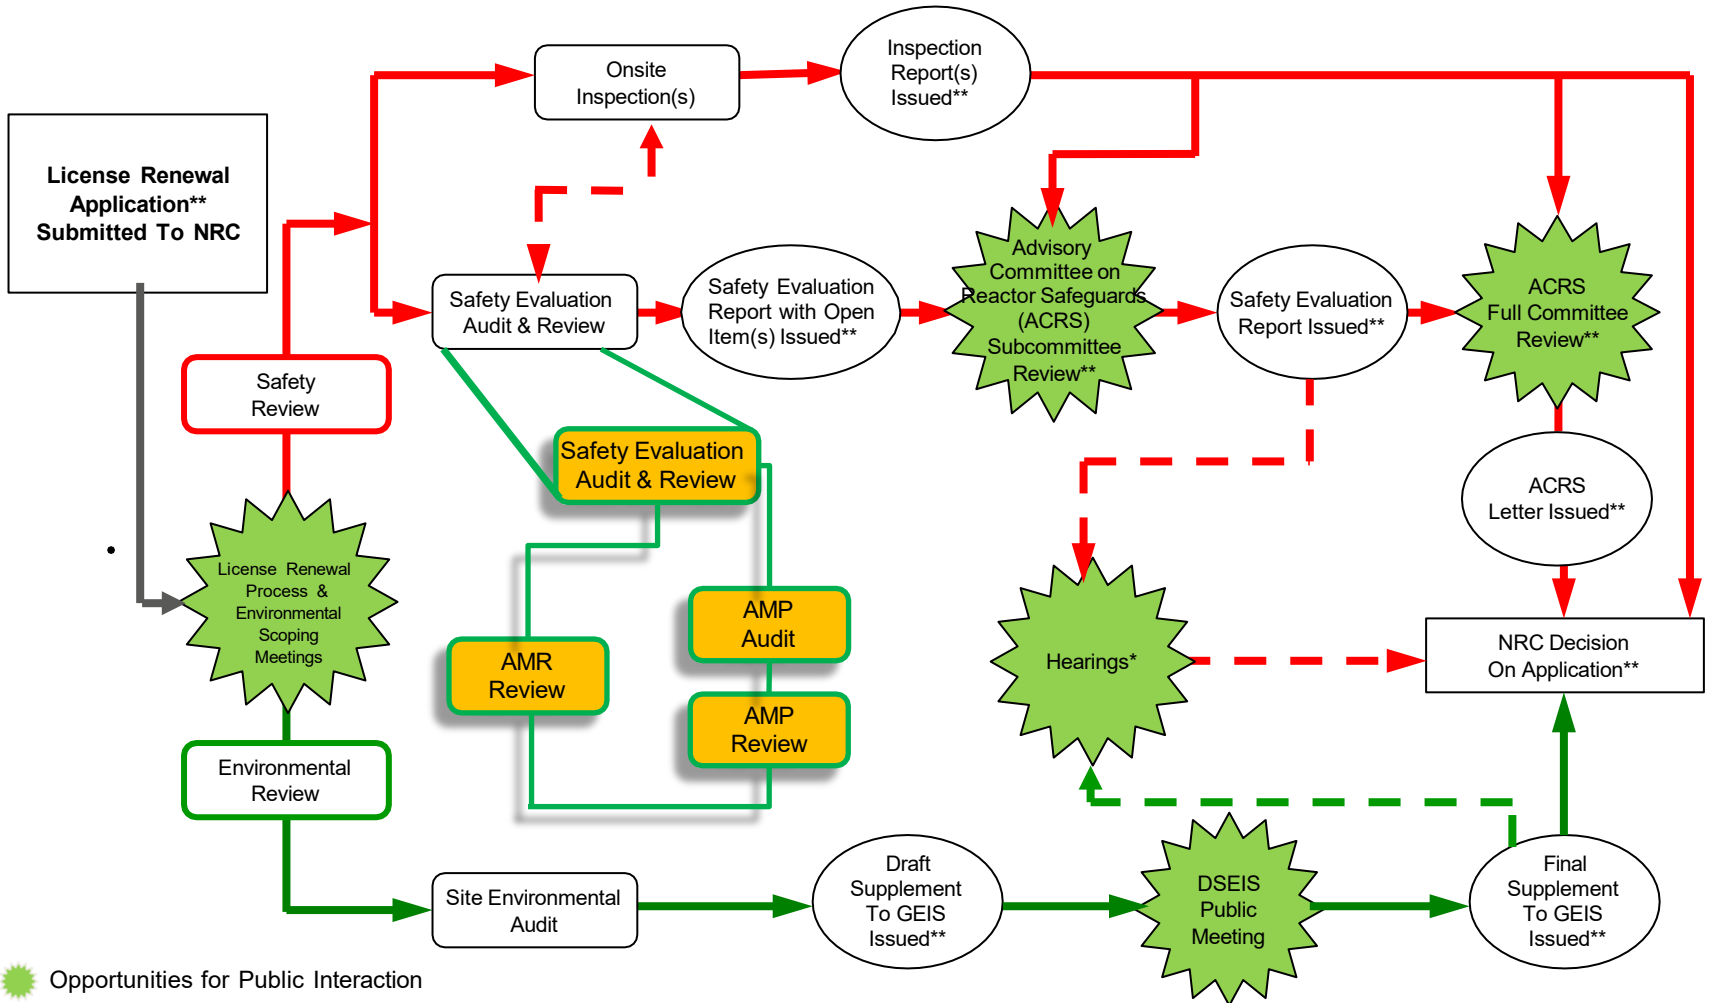 Onsite
Inspection(s)
Inspection
Report(s)
Issued**
License Renewal
Application**
Submitted To NRC
Safety Evaluation
Audit & Review
Safety Evaluation
Report with Open
Item(s) Issued**
Advisory
Committee on
Reactor Safeguards
(ACRS)
Subcommittee
Review**
Safety Evaluation
Report Issued**
ACRS
Full Committee
Review**
Safety
Review
Safety Evaluation
Audit & Review
ACRS
Letter Issued**
•
License Renewal
Process &
Environmental
Scoping
Meetings
AMR
Review
AMP
Audit
AMP
Review
Hearings*
NRC Decision
On Application**
Environmental
Review
Site Environmental
Audit
Draft
Supplement
To GEIS
Issued**
DSEIS
Public
Meeting
Final
Supplement
To GEIS
Issued**
Opportunities for Public Interaction